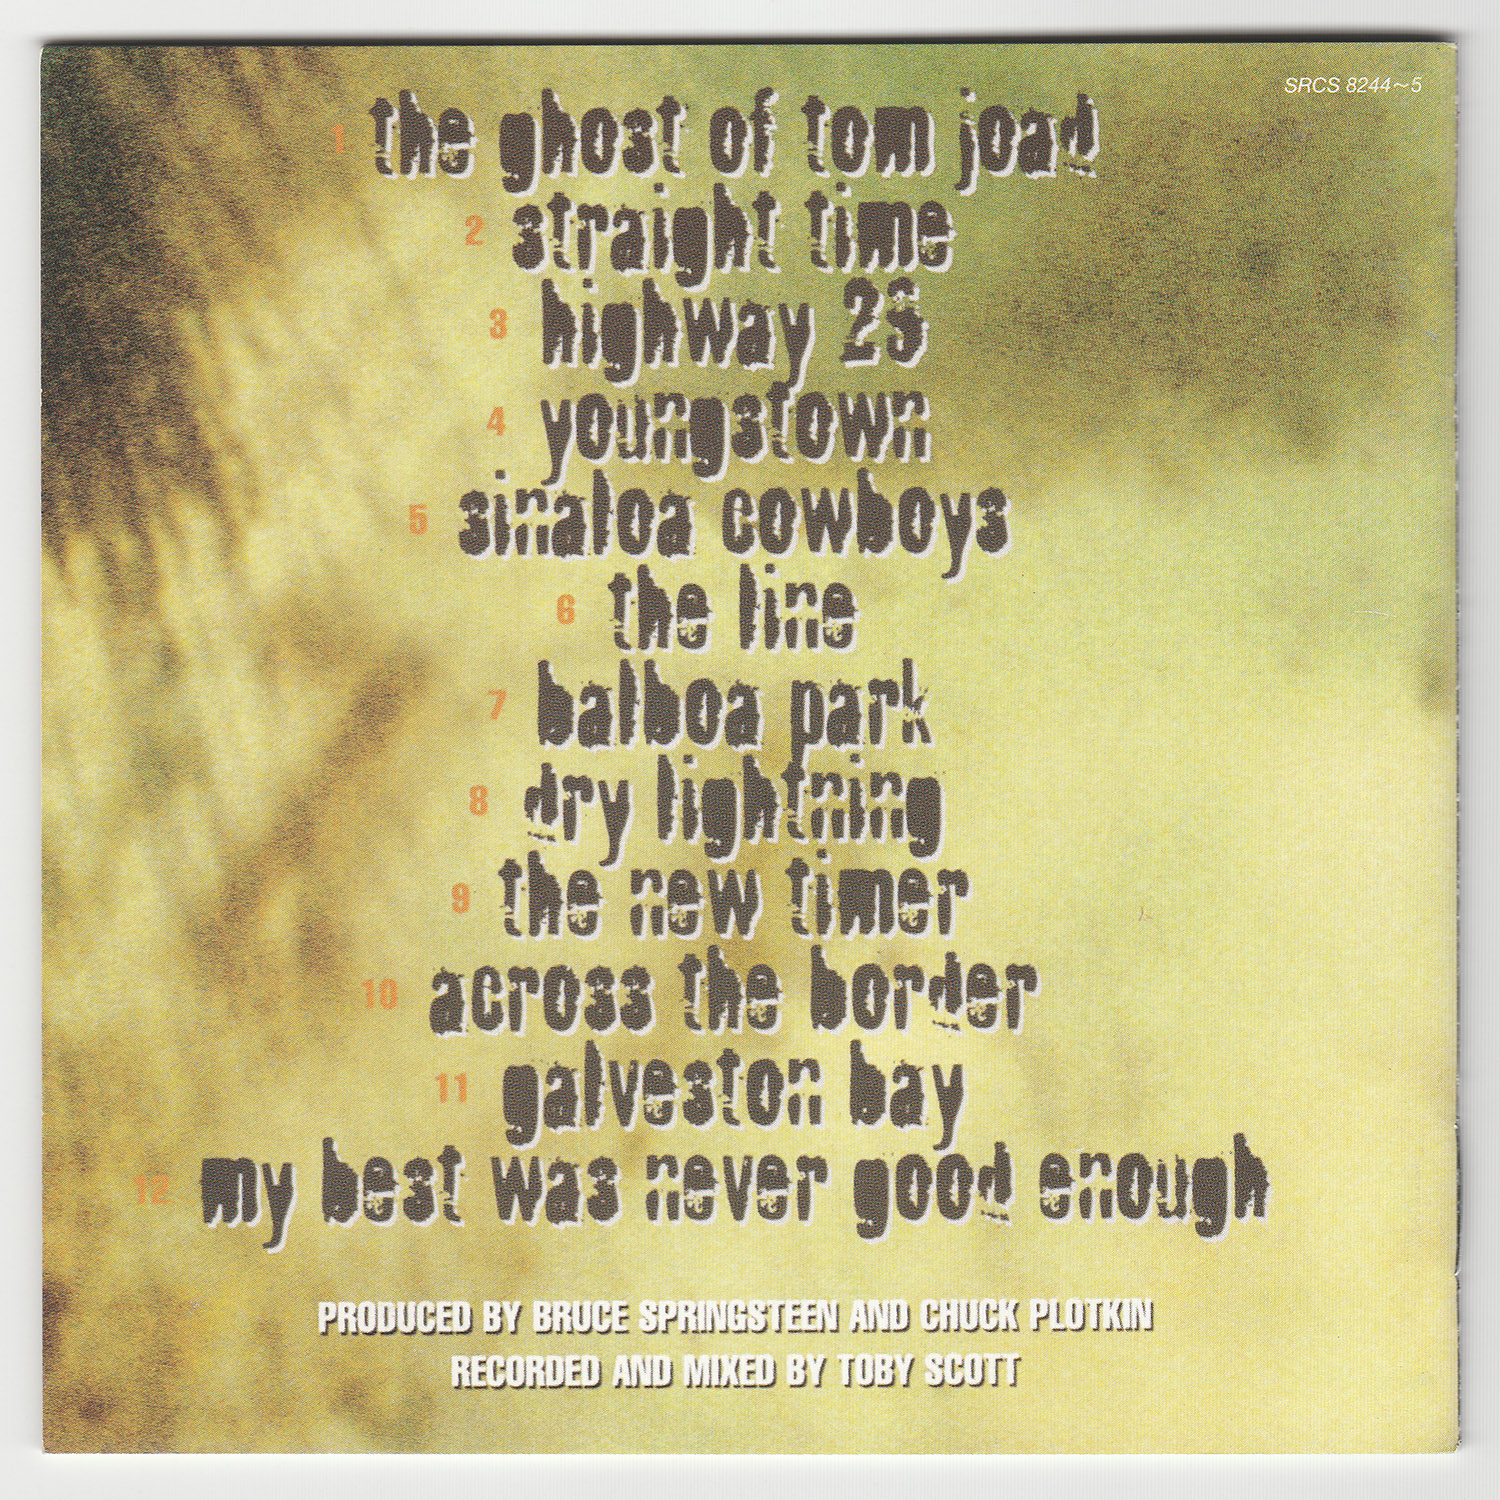 SRCS 8244~5
1 the ghost of tom joad
2 straight time
3 highway 29
4 youngstown
5 sinaloa cowboys
6 the line
7 balboa park
8 dry lightning
9 the new timer
10 across the border
11 galveston bay
12 my best was never good enough
PRODUCED BY BRUCE SPRINGSTEEN AND CHUCK PLOTKIN
RECORDED AND MIXED BY TOBY SCOTT